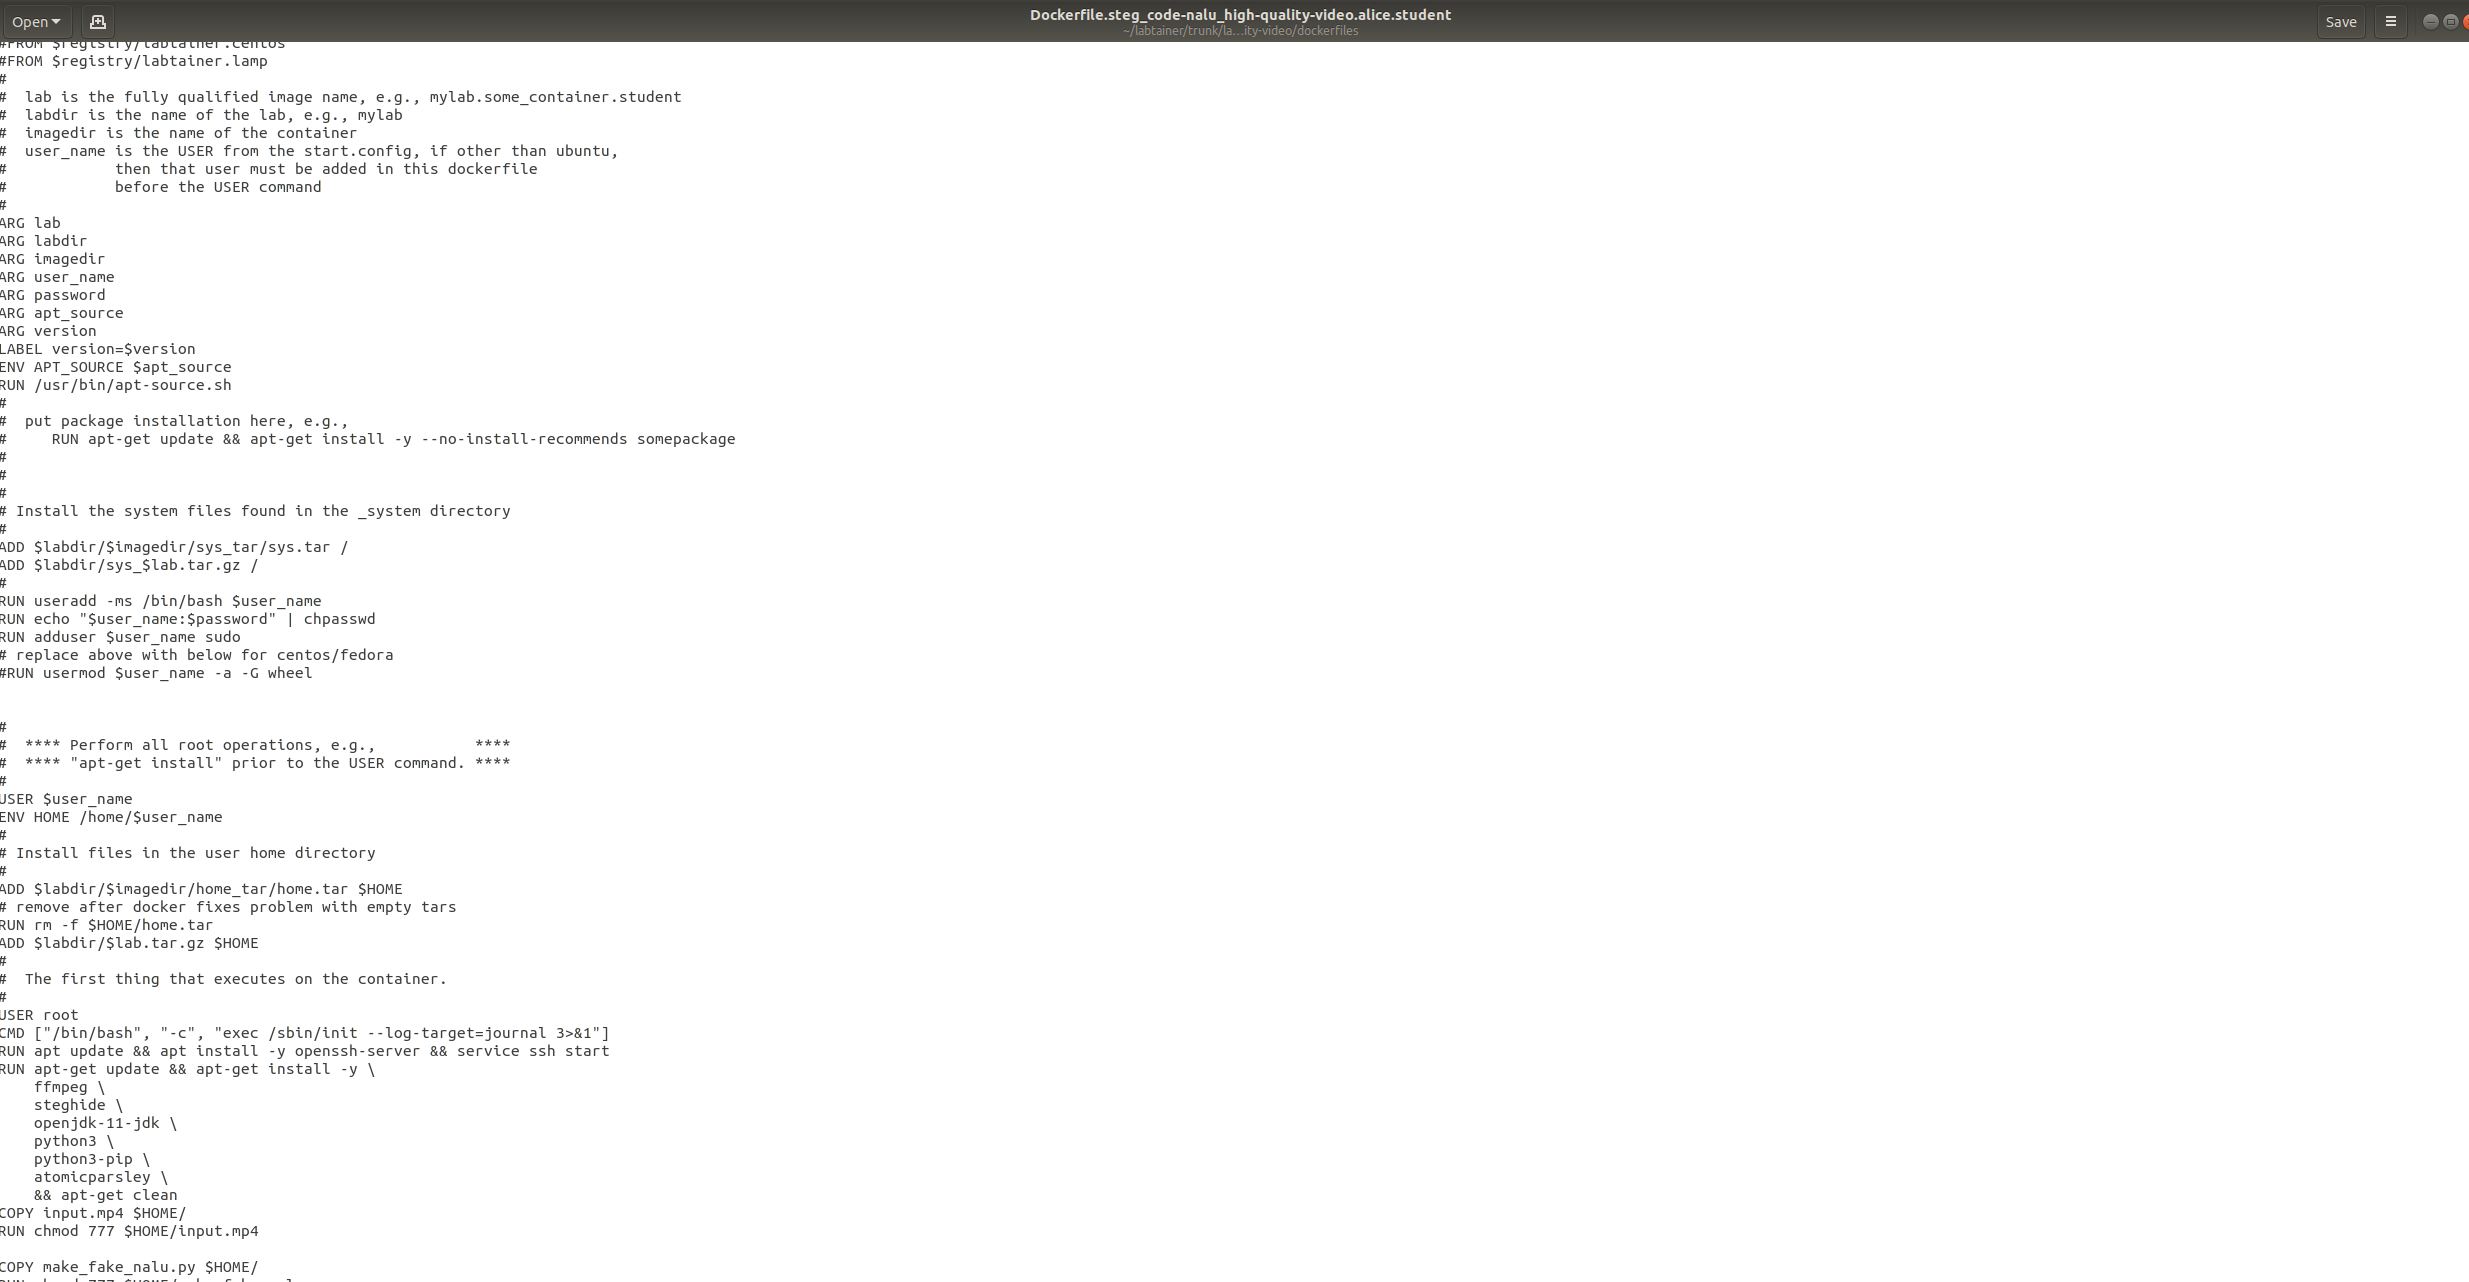 Open
Dockerfile.steg_code-nalu_high-quality-video.alice.student
~/labtainer/trunk/la…ity-video/dockerfiles
Save
#FROM $registry/labtainer.centos
#FROM $registry/labtainer.lamp
#
#  lab is the fully qualified image name, e.g., mylab.some_container.student
#  labdir is the name of the lab, e.g., mylab
#  imagedir is the name of the container
#  user_name is the USER from the start.config, if other than ubuntu,
#            then that user must be added in this dockerfile
#            before the USER command
#
ARG lab
ARG labdir
ARG imagedir
ARG user_name
ARG password
ARG apt_source
ARG version
LABEL version=$version
ENV APT_SOURCE $apt_source
RUN /usr/bin/apt-source.sh
#
#  put package installation here, e.g.,
#     RUN apt-get update && apt-get install -y --no-install-recommends somepackage
#
#
#
# Install the system files found in the _system directory
#
ADD $labdir/$imagedir/sys_tar/sys.tar /
ADD $labdir/sys_$lab.tar.gz /
#
RUN useradd -ms /bin/bash $user_name
RUN echo "$user_name:$password" | chpasswd
RUN adduser $user_name sudo
# replace above with below for centos/fedora
#RUN usermod $user_name -a -G wheel
#
#  **** Perform all root operations, e.g.,           ****
#  **** "apt-get install" prior to the USER command. ****
#
USER $user_name
ENV HOME /home/$user_name
#
# Install files in the user home directory
#
ADD $labdir/$imagedir/home_tar/home.tar $HOME
# remove after docker fixes problem with empty tars
RUN rm -f $HOME/home.tar
ADD $labdir/$lab.tar.gz $HOME
#
#  The first thing that executes on the container.
#
USER root
CMD ["/bin/bash", "-c", "exec /sbin/init --log-target=journal 3>&1"]
RUN apt update && apt install -y openssh-server && service ssh start
RUN apt-get update && apt-get install -y \
    ffmpeg \
    steghide \
    openjdk-11-jdk \
    python3 \
    python3-pip \
    atomicparsley \
    && apt-get clean
COPY input.mp4 $HOME/
RUN chmod 777 $HOME/input.mp4
COPY make_fake_nalu.py $HOME/